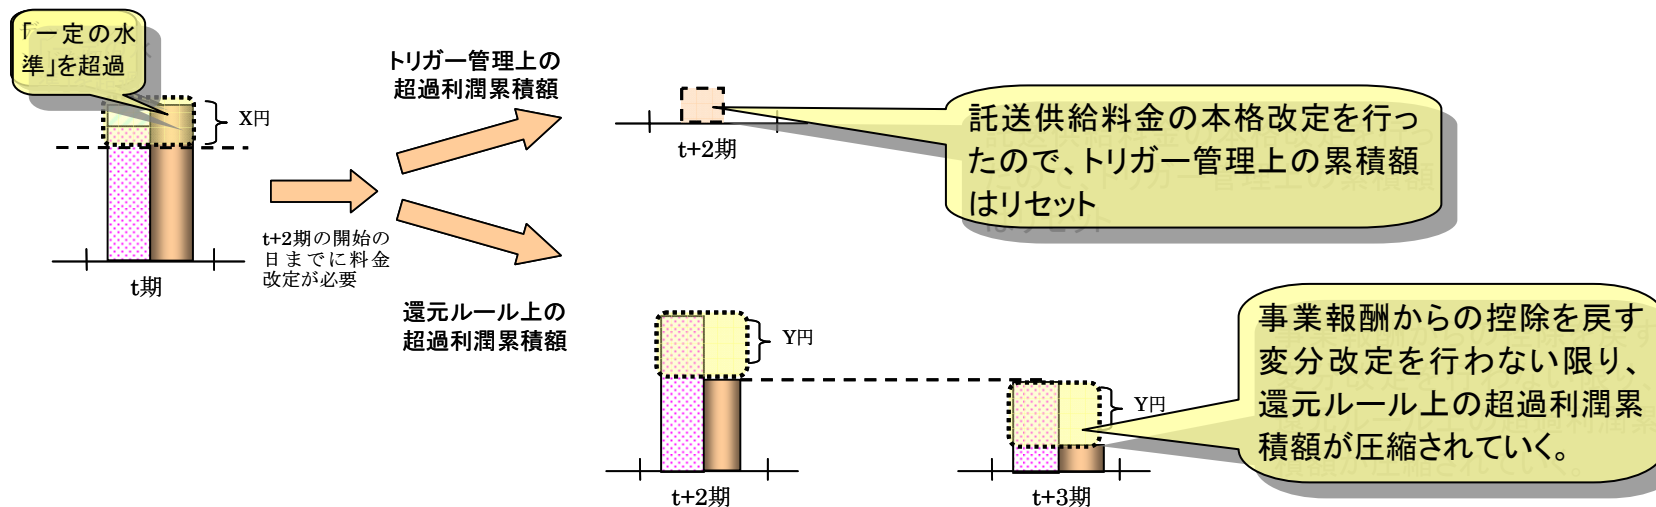 「一定の水
準」を超過
X円
t期
t+2期の開始の
日までに料金
改定が必要
トリガー管理上の
超過利潤累積額
t+2期
託送供給料金の本格改定を行っ
たので、トリガー管理上の累積額
はリセット
還元ルール上の
超過利潤累積額
Y円
t+2期
Y円
t+3期
事業報酬からの控除を戻す
変分改定を行わない限り、
還元ルール上の超過利潤累
積額が圧縮されていく。